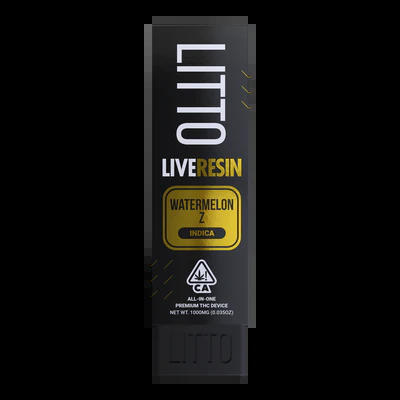 LITTO
LIVERESIN
WATERMELON
Z
INDICA
CA
ALL-IN-ONE
PREMIUM THC DEVICE
NET WT. 1000MG (0.035OZ)
LITTO